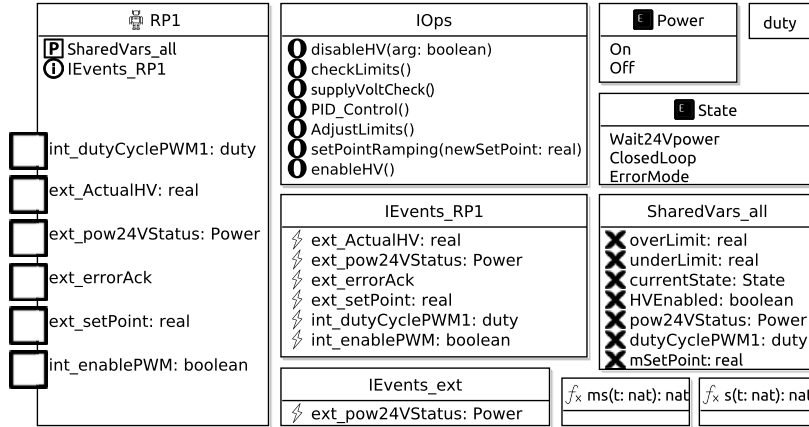 RP1
P SharedVars_all
i IEvents_RP1
int_dutyCyclePWM1: duty
ext_ActualHV: real
ext_pow24VStatus: Power
ext_errorAck
ext_setPoint: real
int_enablePWM: boolean
IOps
O disableHV(arg: boolean)
O checkLimits()
O supplyVoltCheck()
O PID_Control()
O AdjustLimits()
O setPointRamping(newSetPoint: real)
O enableHV()
IEvents_RP1
ext_ActualHV: real
ext_pow24VStatus: Power
ext_errorAck
ext_setPoint: real
int_dutyCyclePWM1: duty
int_enablePWM: boolean
IEvents_ext
ext_pow24VStatus: Power
E Power
On
Off
duty
E State
Wait24Vpower
ClosedLoop
ErrorMode
SharedVars_all
X overLimit: real
X underLimit: real
X currentState: State
X HVEnabled: boolean
X pow24VStatus: Power
X dutyCyclePWM1: duty
X mSetPoint: real
fx ms(t: nat): nat
fx s(t: nat): nat